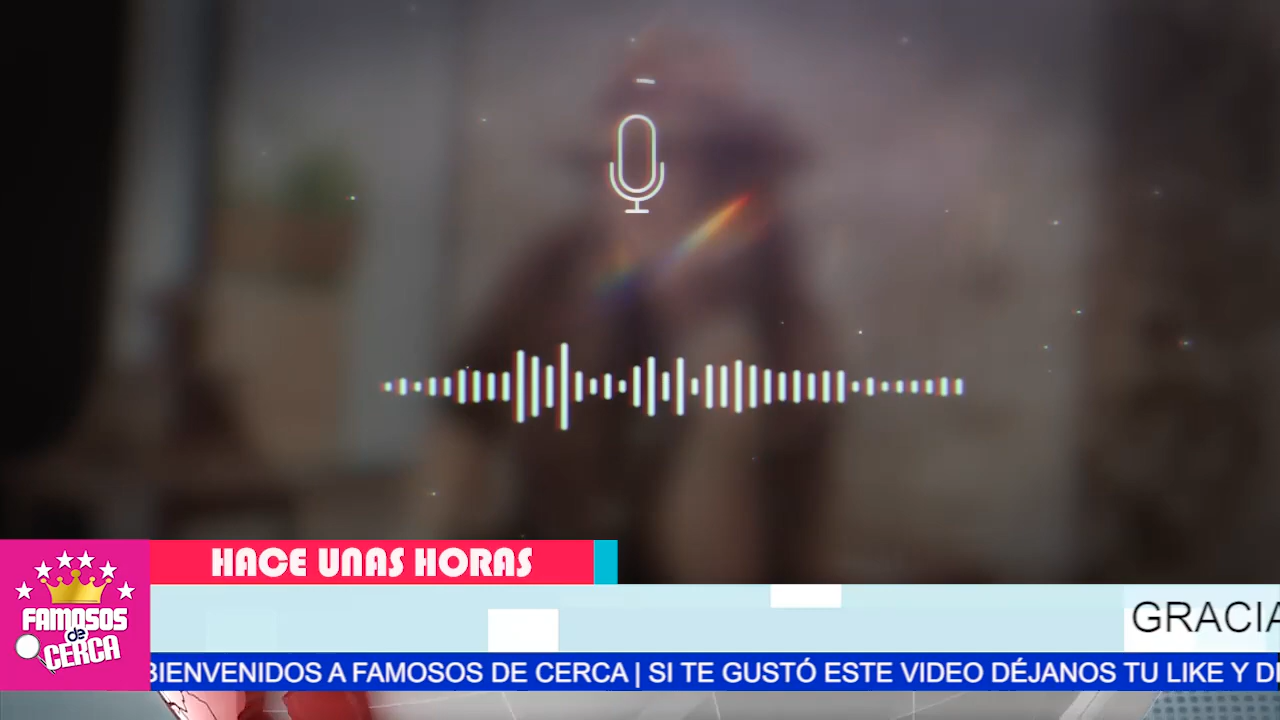 HACE UNAS HORAS
FAMOSOS
de
CERCA
GRACIA
BIENVENIDOS A FAMOSOS DE CERCA | SI TE GUSTÓ ESTE VIDEO DÉJANOS TU LIKE Y D